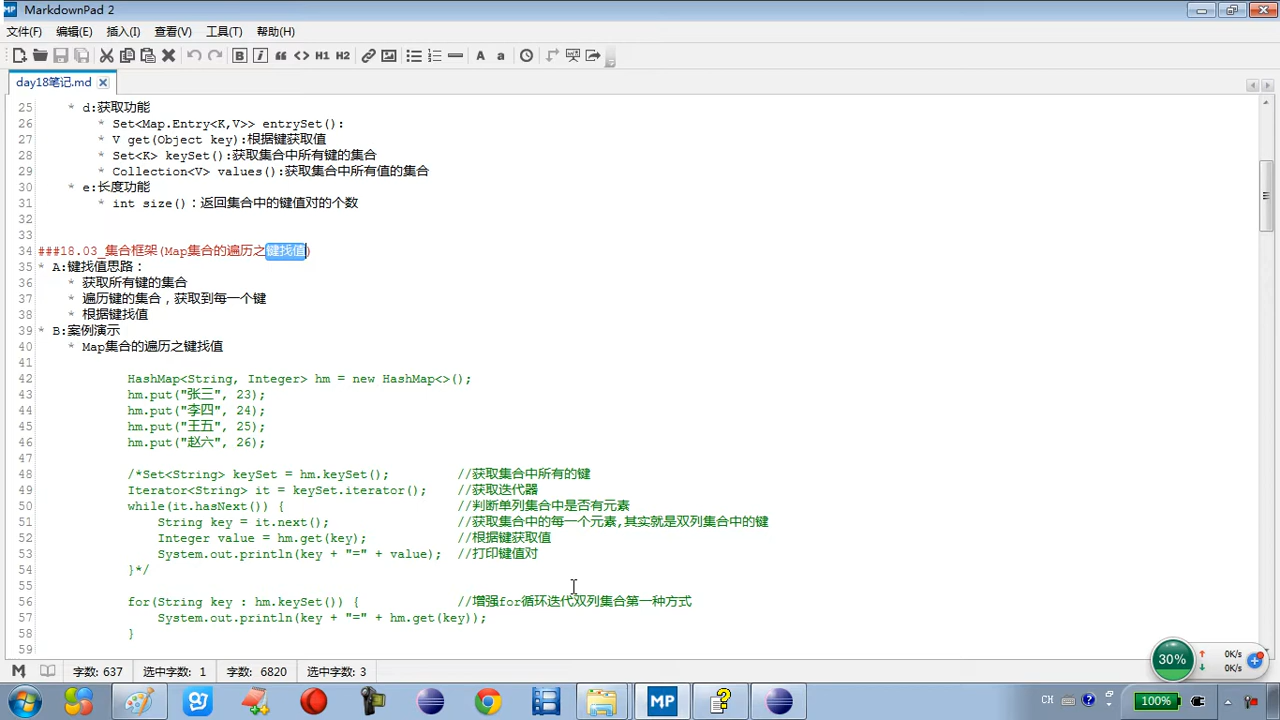 MarkdownPad 2
文件(F) 编辑(E) 插入(I) 查看(V) 工具(T) 帮助(H)
B I “ <> H1 H2 A a
day18笔记.md
25 * d:获取功能
26 * Set<Map.Entry<K,V>> entrySet():
27 * V get(Object key):根据键获取值
28 * Set<K> keySet():获取集合中所有键的集合
29 * Collection<V> values():获取集合中所有值的集合
30 * e:长度功能
31 * int size()：返回集合中的键值对的个数
32
33
34 ###18.03_集合框架(Map集合的遍历之键找值)
35 * A:键找值思路：
36 * 获取所有键的集合
37 * 遍历键的集合，获取到每一个键
38 * 根据键找值
39 * B:案例演示
40 * Map集合的遍历之键找值
41
42 HashMap<String, Integer> hm = new HashMap<>();
43 hm.put("张三", 23);
44 hm.put("李四", 24);
45 hm.put("王五", 25);
46 hm.put("赵六", 26);
47
48 /*Set<String> keySet = hm.keySet(); //获取集合中所有的键
49 Iterator<String> it = keySet.iterator(); //获取迭代器
50 while(it.hasNext()) { //判断单列集合中是否有元素
51 String key = it.next(); //获取集合中的每一个元素,其实就是双列集合中的键
52 Integer value = hm.get(key); //根据键获取值
53 System.out.println(key + "=" + value); //打印键值对
54 }*/
55
56 for(String key : hm.keySet()) { //增强for循环迭代双列集合第一种方式
57 System.out.println(key + "=" + hm.get(key));
58 }
59
30% 0K/s
0K/s
字数: 637 选中字数: 1 字数: 6820 选中字数: 3
MP CH 100%